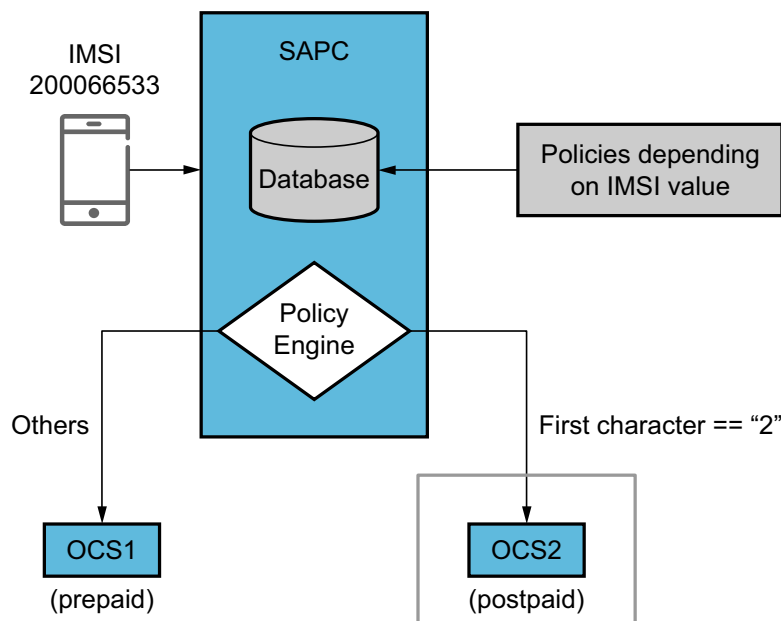 IMSI
200066533
SAPC
Database
Policies depending
on IMSI value
Policy
Engine
Others
First character == “2”
OCS1
(prepaid)
OCS2
(postpaid)